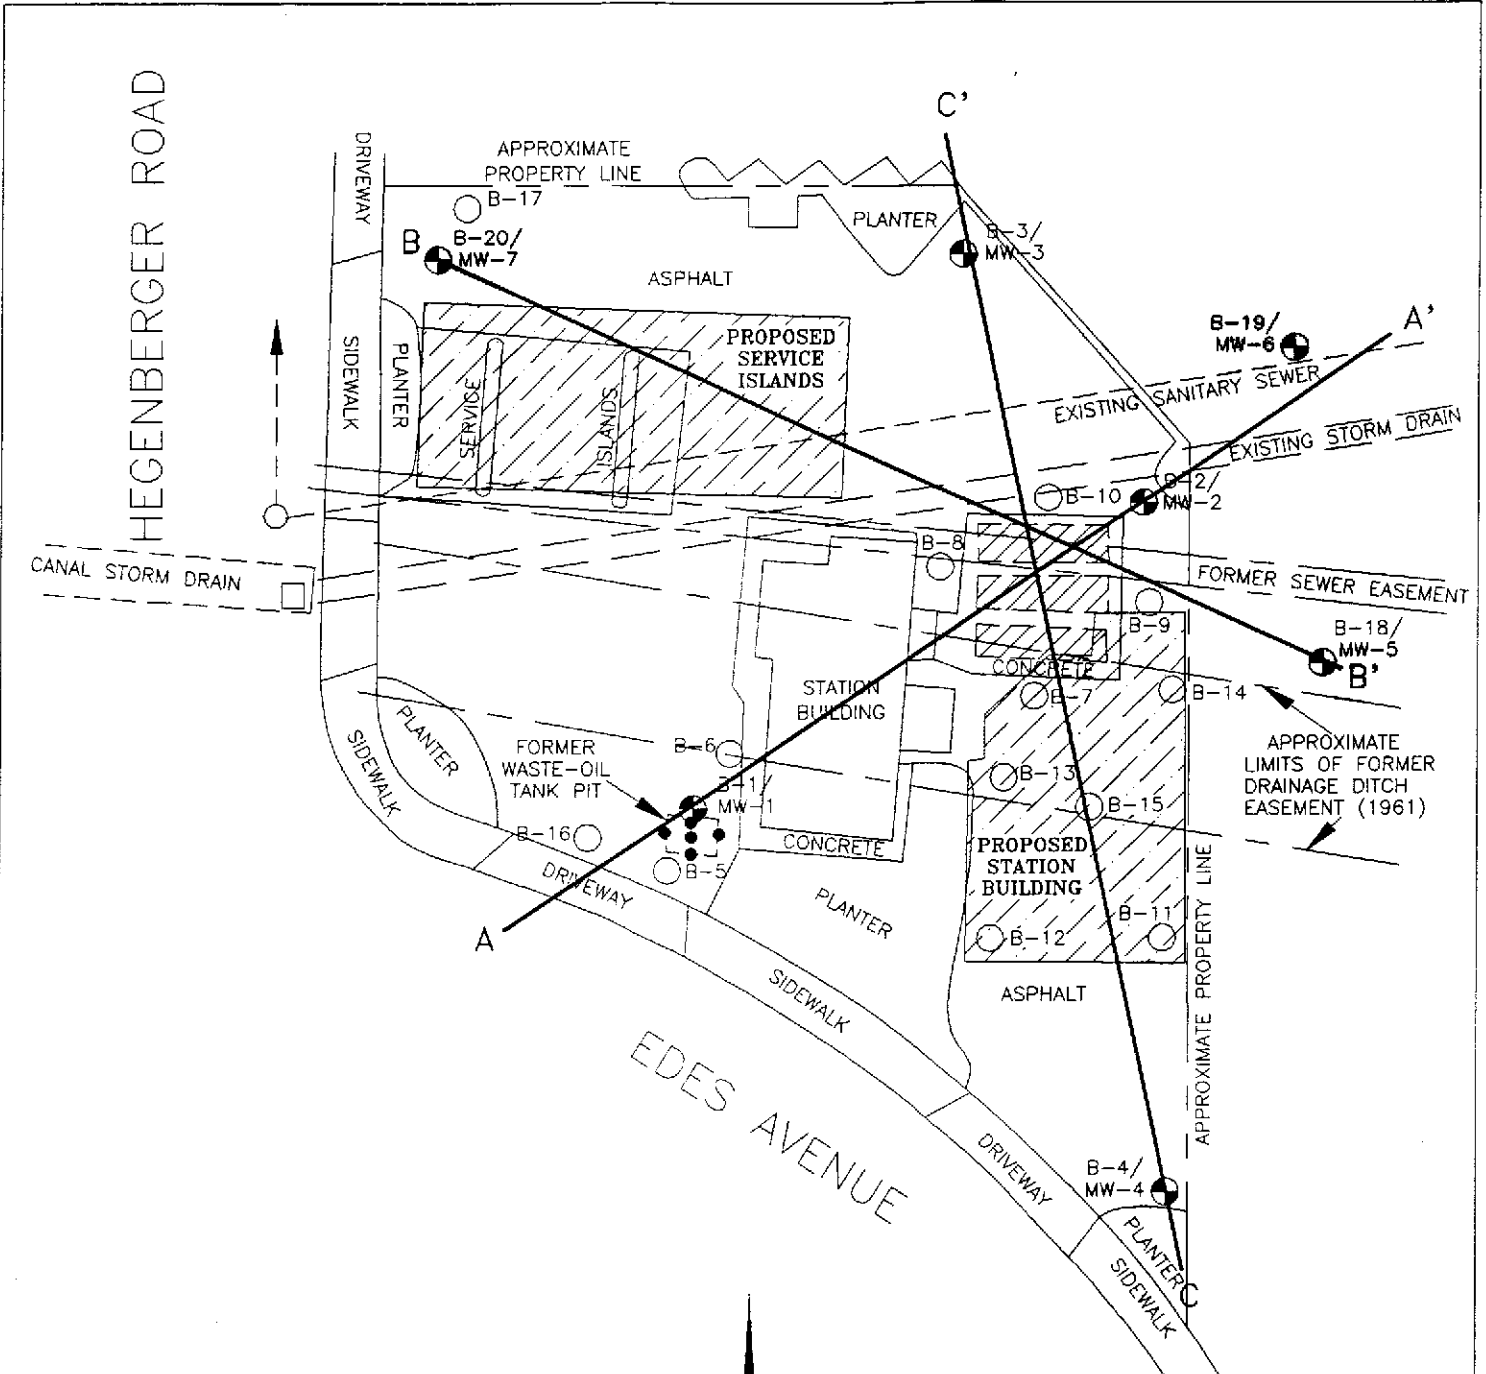 HEGENBERGER ROAD
C'
DRIVEWAY
APPROXIMATE
PROPERTY LINE
B-17
PLANTER
B
B-20/
MW-7
B-3/
MW-3
ASPHALT
A'
B-19/
MW-6
SIDEWALK
PLANTER
PROPOSED
SERVICE
ISLANDS
SERVICE
ISLANDS
EXISTING SANITARY SEWER
EXISTING STORM DRAIN
B-10
B-2/
MW-2
CANAL STORM DRAIN
B-8
FORMER SEWER EASEMENT
B-9
B-18/
MW-5
B'
CONCRETE
STATION
BUILDING
B-7
B-14
SIDEWALK
PLANTER
FORMER
WASTE-OIL
TANK PIT
B-6
B-1/
MW-1
B-13
B-15
APPROXIMATE
LIMITS OF FORMER
DRAINAGE DITCH
EASEMENT (1961)
B-16
CONCRETE
PROPOSED
STATION
BUILDING
B-5
DRIVEWAY
PLANTER
A
B-12
B-11
APPROXIMATE PROPERTY LINE
SIDEWALK
ASPHALT
EDES AVENUE
DRIVEWAY
B-4/
MW-4
PLANTER
C
SIDEWALK